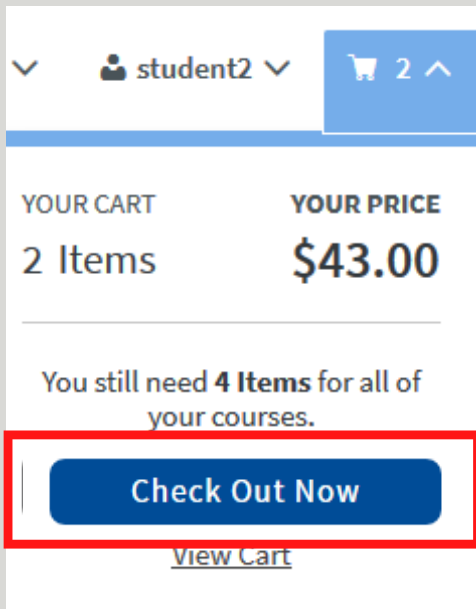 student2 2
YOUR CART YOUR PRICE
2 Items $43.00
You still need 4 Items for all of
your courses.
Check Out Now
View Cart